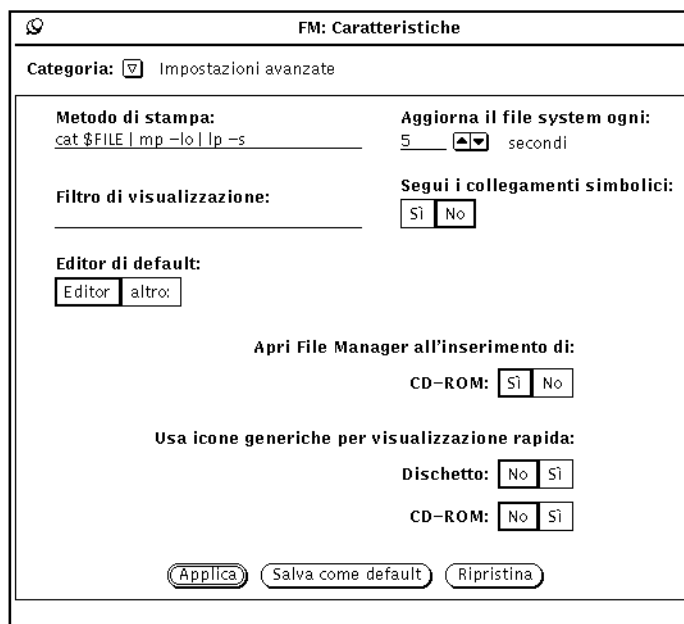 FM: Caratteristiche
Categoria: Impostazioni avanzate
Metodo di stampa:
cat $FILE | mp −lo | lp −s
Aggiorna il file system ogni:
5 secondi
Filtro di visualizzazione:
Segui i collegamenti simbolici:
Sì No
Editor di default:
Editor altro:
Apri File Manager all'inserimento di:
CD−ROM: Sì No
Usa icone generiche per visualizzazione rapida:
Dischetto: No Sì
CD−ROM: No Sì
Applica Salva come default Ripristina